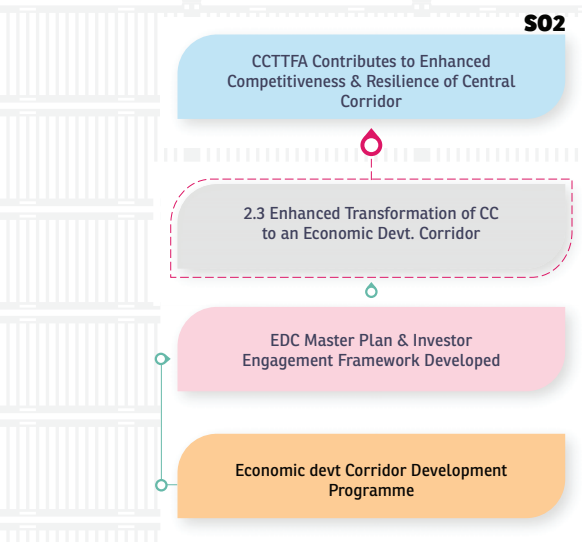 SO2
CCTTFA Contributes to Enhanced
Competitiveness & Resilience of Central
Corridor
2.3 Enhanced Transformation of CC
to an Economic Devt. Corridor
EDC Master Plan & Investor
Engagement Framework Developed
Economic devt Corridor Development
Programme